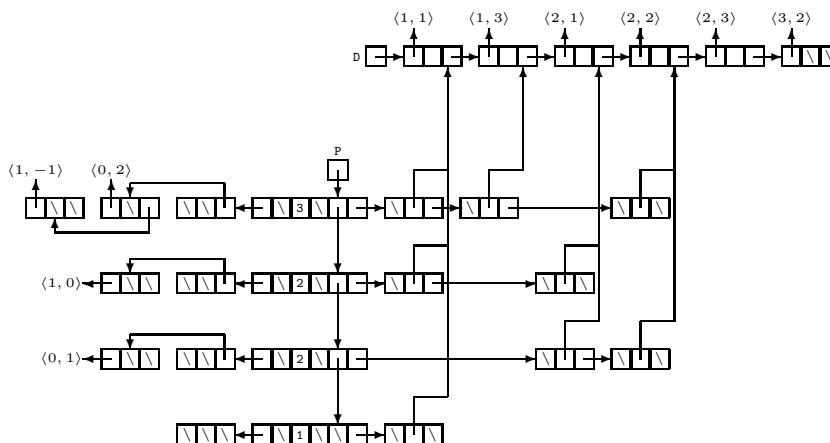 ⟨1, 1⟩ ⟨1, 3⟩ ⟨2, 1⟩ ⟨2, 2⟩ ⟨2, 3⟩ ⟨3, 2⟩
D \ \
P
⟨1, −1⟩ ⟨0, 2⟩
\ \ \ \ \ \ \ 3 \ \ \ \ \
⟨1, 0⟩ \ \ \ \ \ 2 \ \ \ \
⟨0, 1⟩ \ \ \ \ \ 2 \ \ \ \
\ \ \ \ 1 \ \ \ \